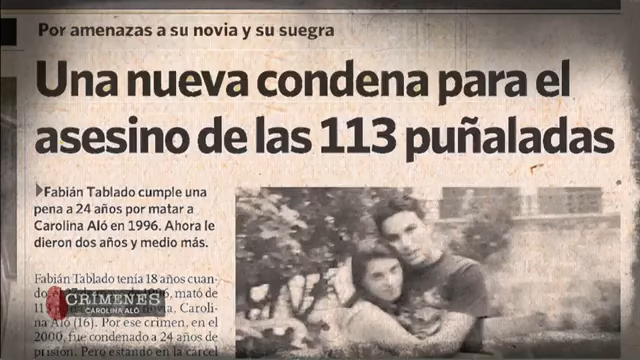 Por amenazas a su novia y su suegra
Una nueva condena para el
asesino de las 113 puñaladas
Fabián Tablado cumple una
pena a 24 años por matar a
Carolina Aló en 1996. Ahora le
dieron dos años y medio más.
Fabián Tablado tenía 18 años cuan-
1996, mató de
CRÍMENES
CAROLINA ALÓ
novia, Caroli-
na Aló (16). Por ese crimen, en el
2000, fue condenado a 24 años de
prisión. Pero estando en la cárcel